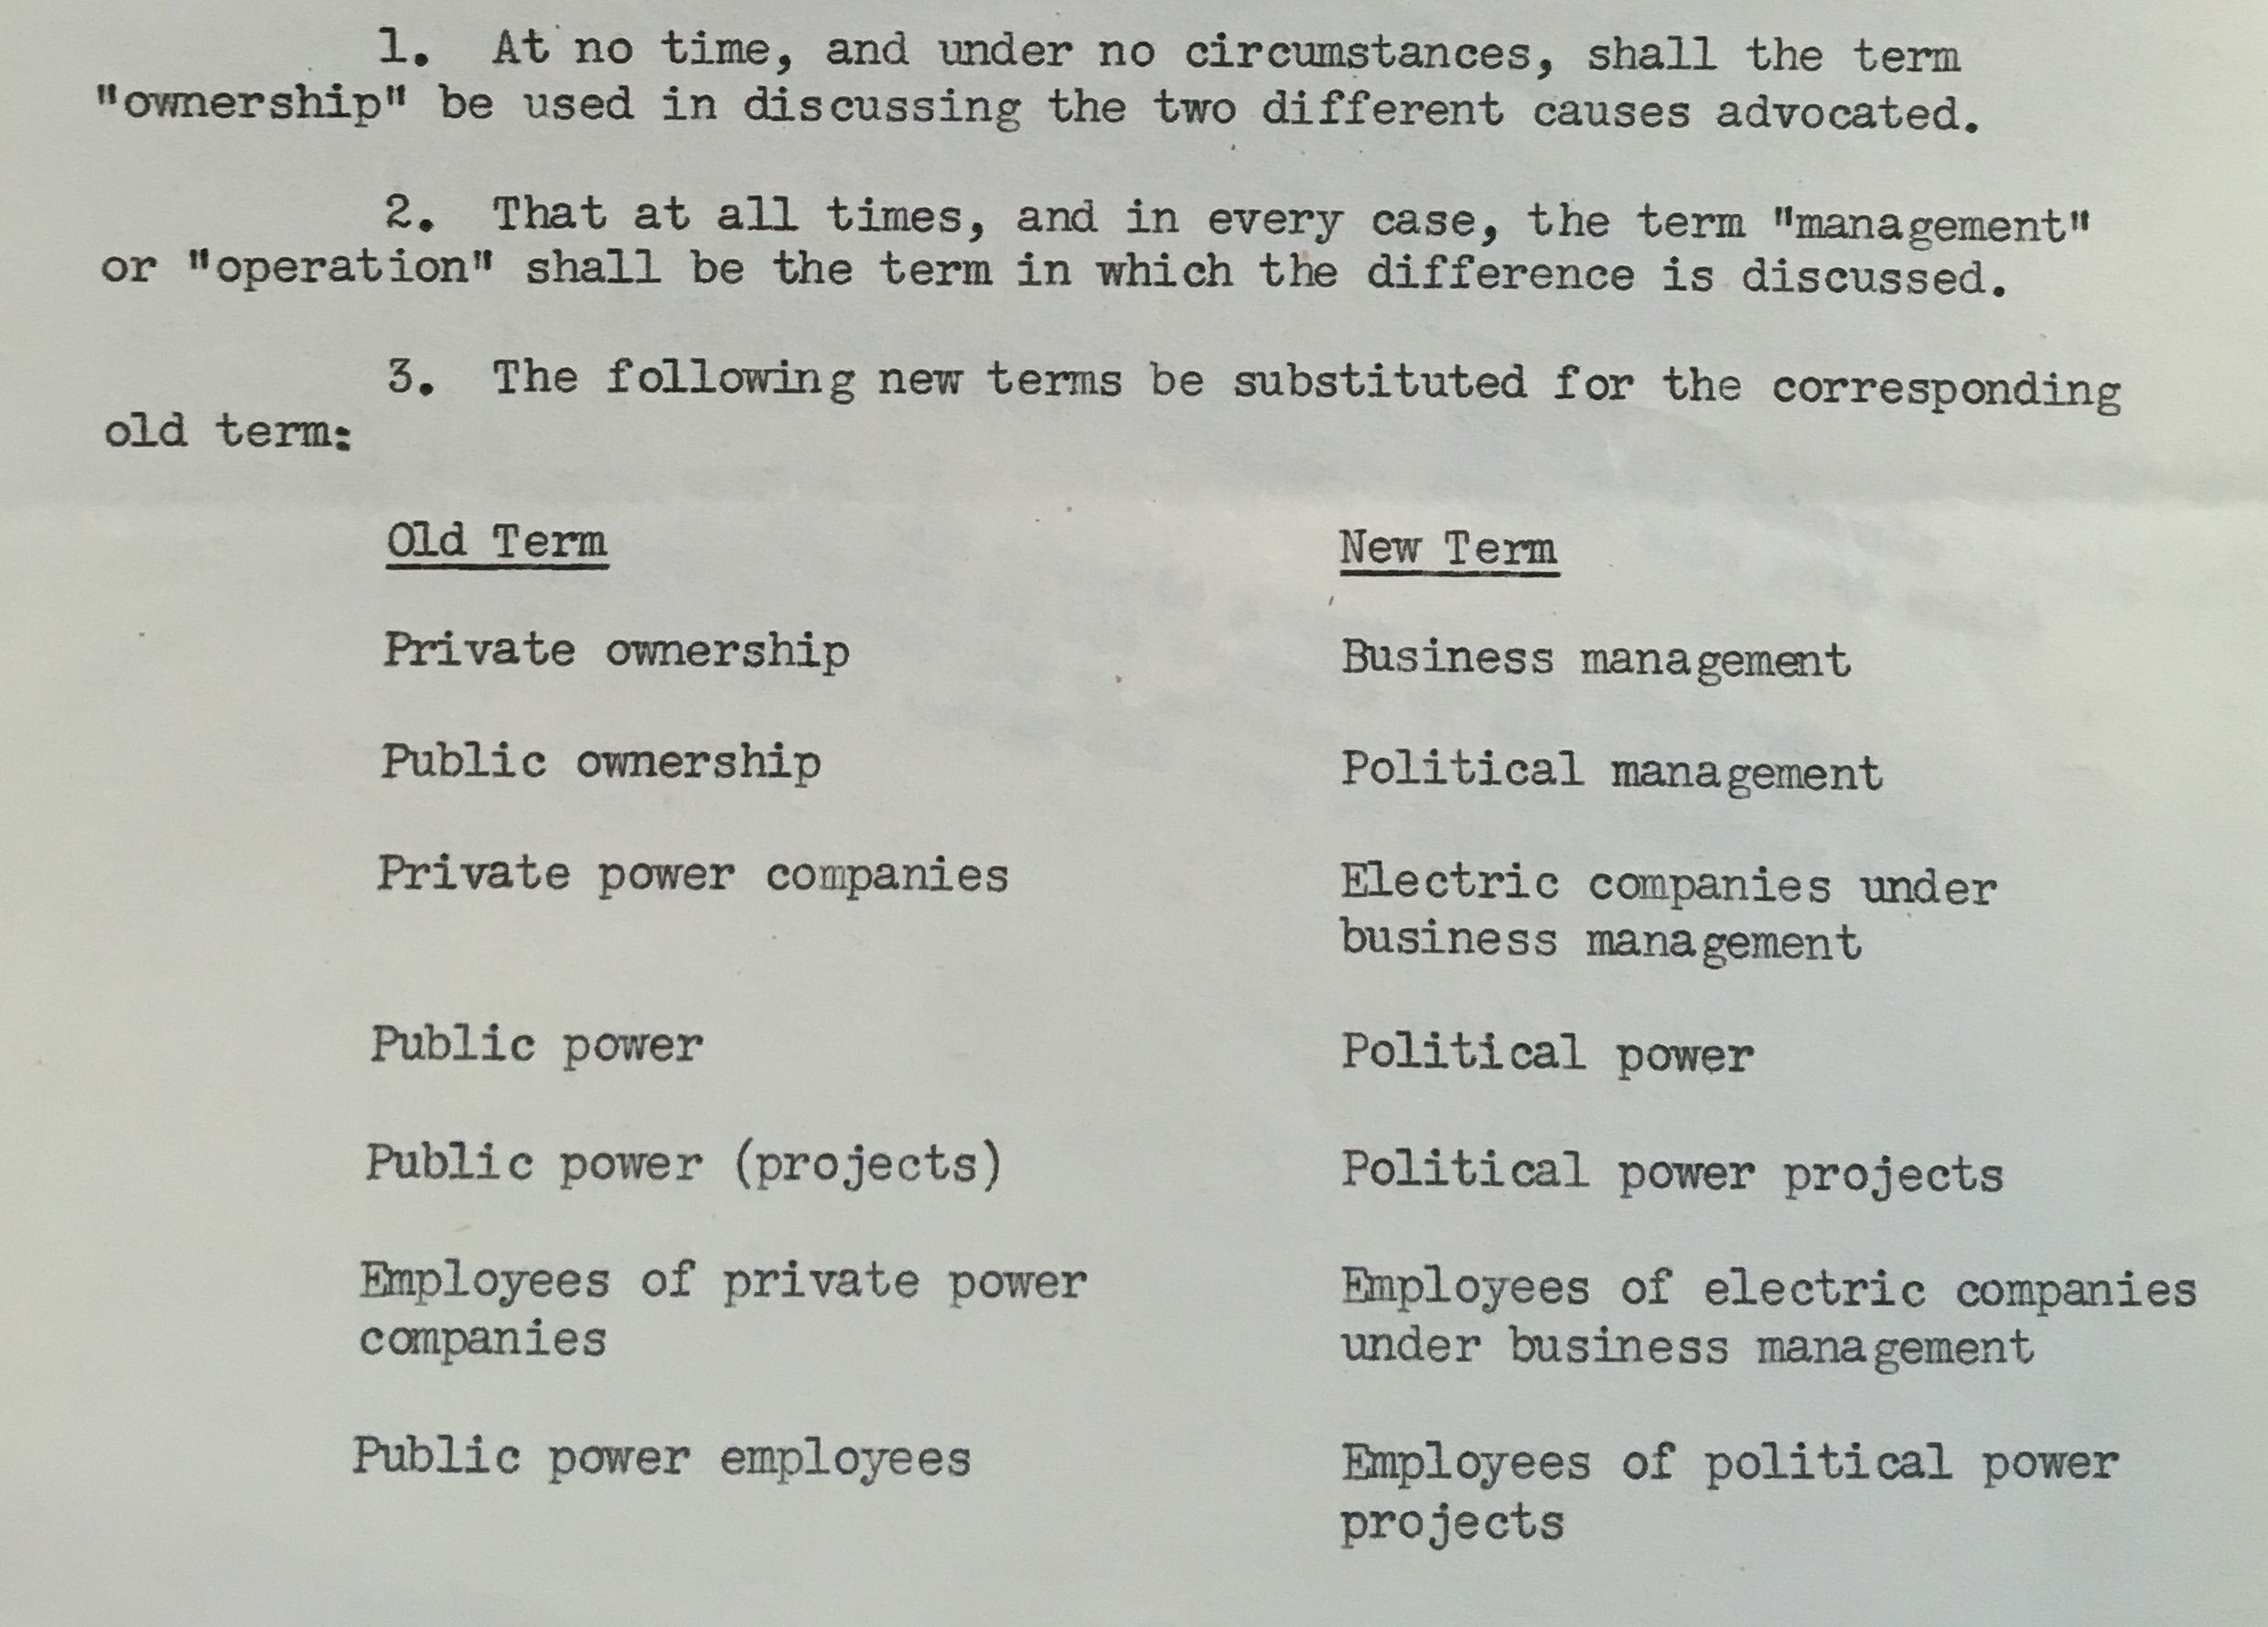 1. At no time, and under no circumstances, shall the term
"ownership" be used in discussing the two different causes advocated.
2. That at all times, and in every case, the term "management"
or "operation" shall be the term in which the difference is discussed.
3. The following new terms be substituted for the corresponding
old term:
Old Term New Term
Private ownership Business management
Public ownership Political management
Private power companies Electric companies under
business management
Public power Political power
Public power (projects) Political power projects
Employees of private power Employees of electric companies
companies under business management
Public power employees Employees of political power
projects